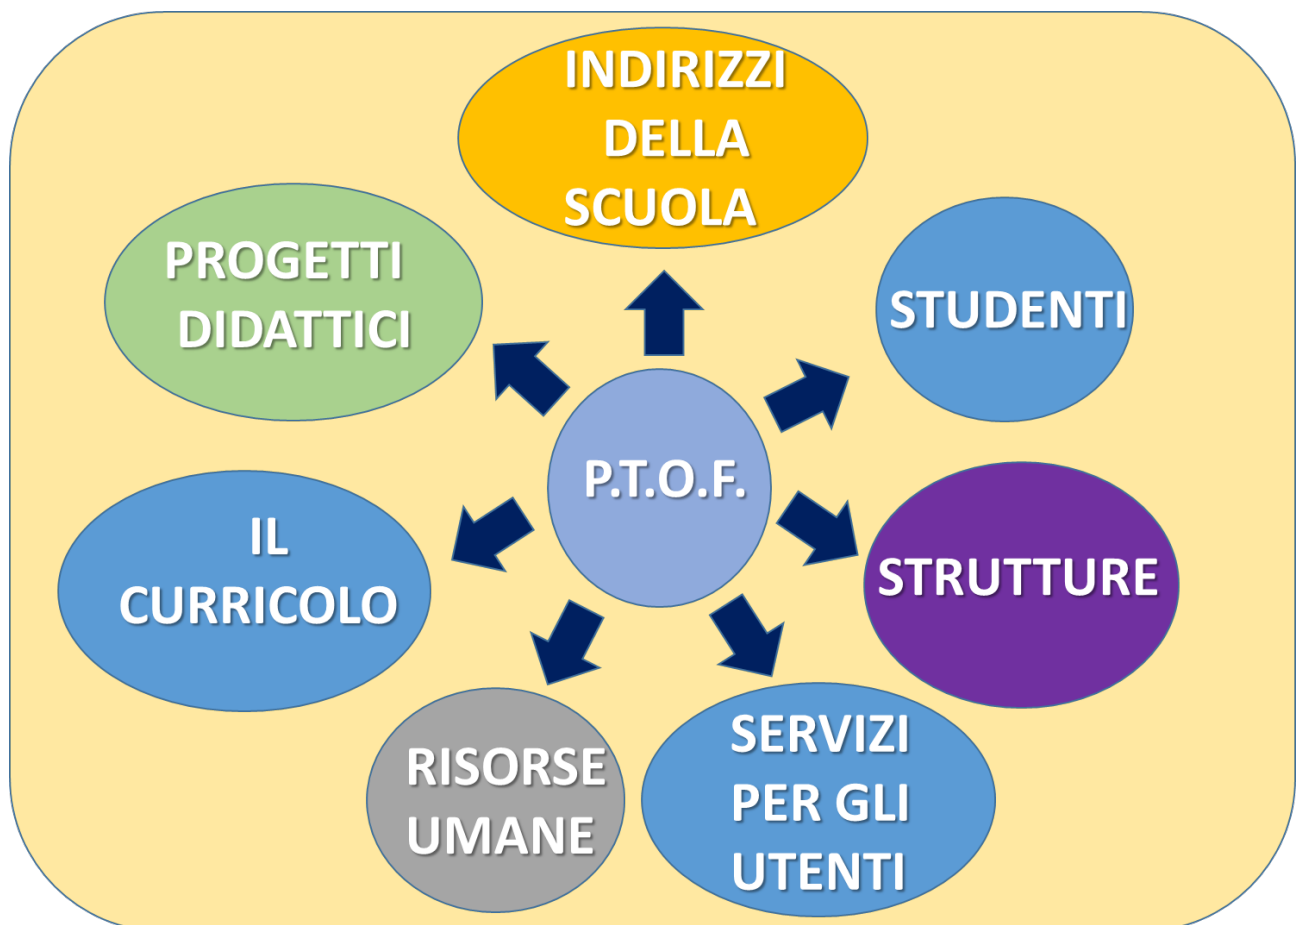 INDIRIZZI
DELLA
SCUOLA
PROGETTI
DIDATTICI
STUDENTI
P.T.O.F.
IL
CURRICOLO
STRUTTURE
RISORSE
UMANE
SERVIZI
PER GLI
UTENTI